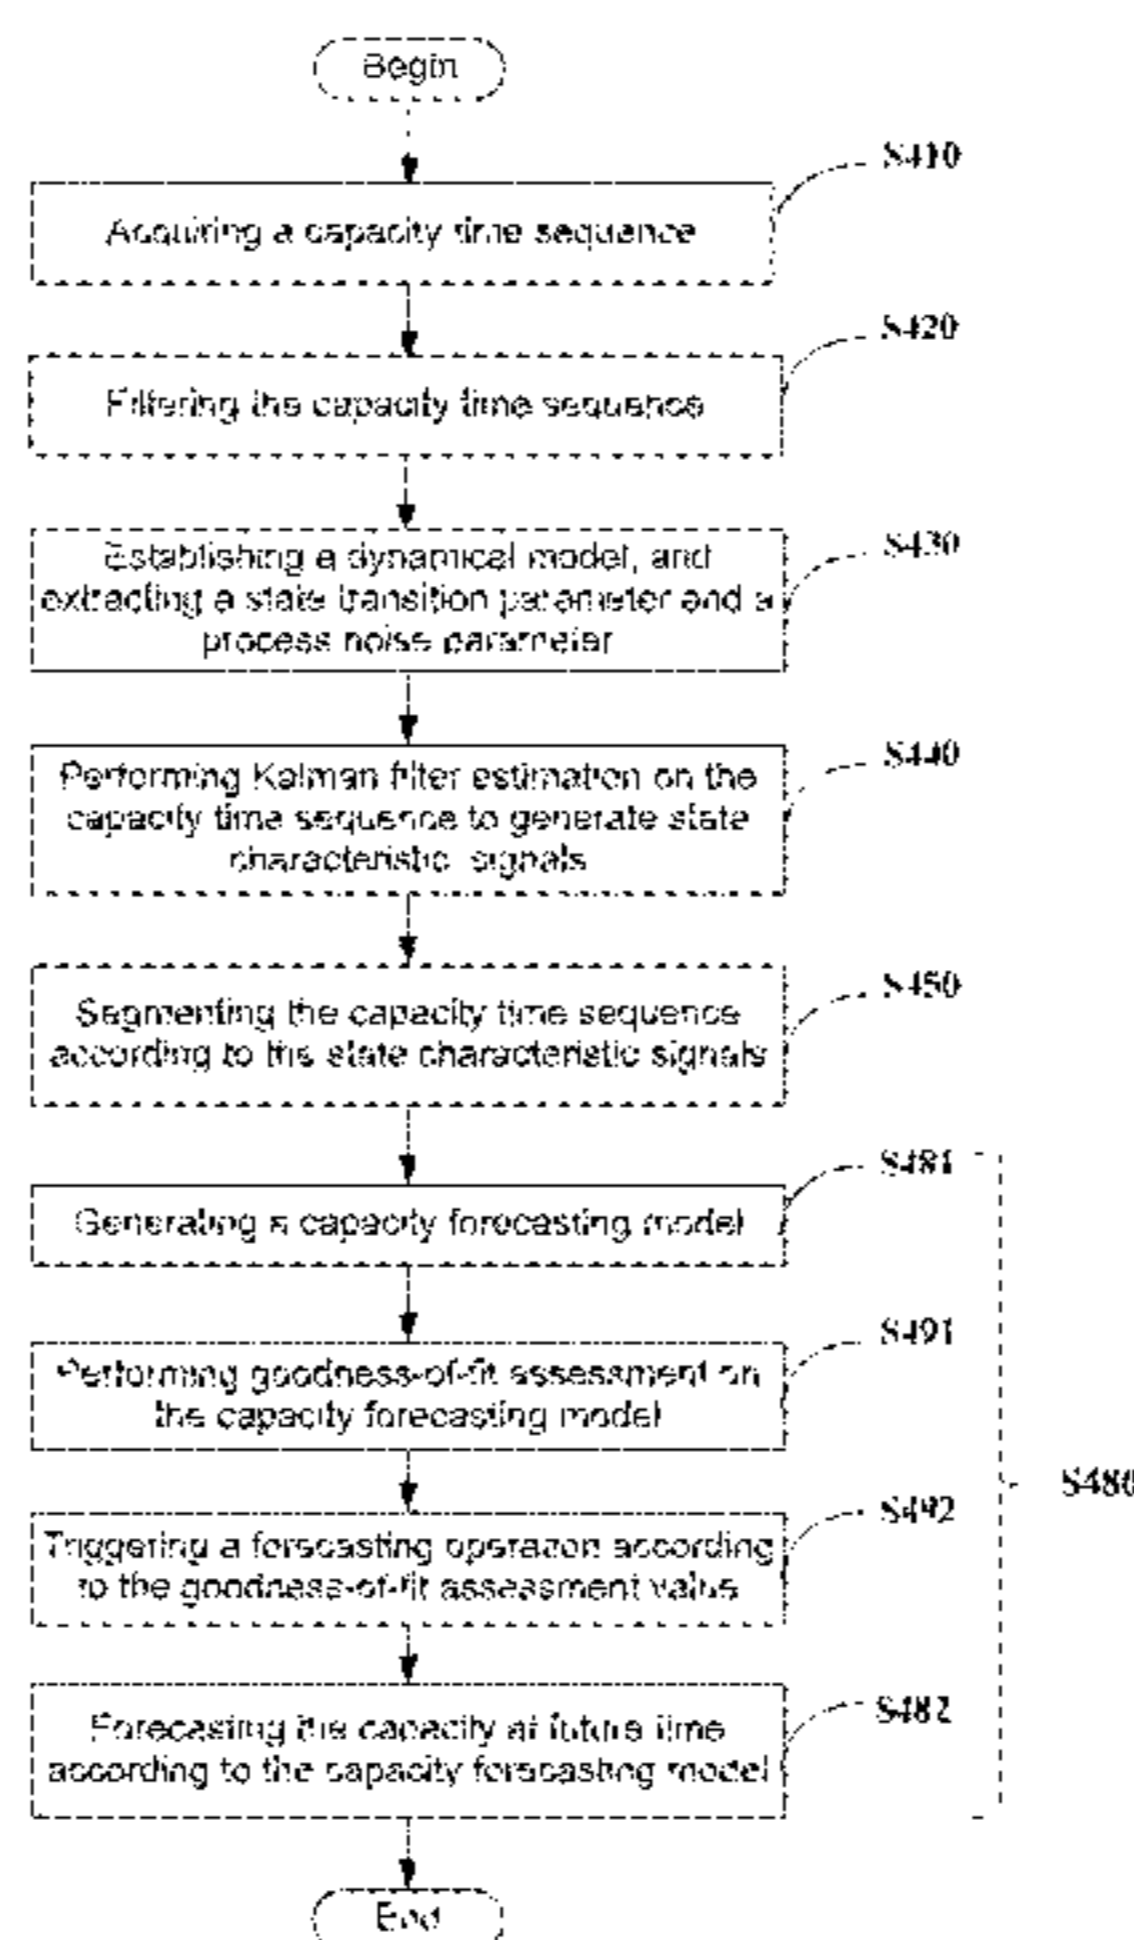 Begin
S410
Acquiring a capacity time sequence
S420
Filtering the capacity time sequence
S430
Establishing a dynamical model, and
extracting a state transition parameter and a
process noise parameter
S440
Performing Kalman filter estimation on the
capacity time sequence to generate state
characteristic signals
S450
Segmenting the capacity time sequence
according to the state characteristic signals
S481
Generating a capacity forecasting model
S491
Performing goodness-of-fit assessment on
the capacity forecasting model
S480
S492
Triggering a forecasting operation according
to the goodness-of-fit assessment value
S482
Forecasting the capacity at future time
according to the capacity forecasting model
End